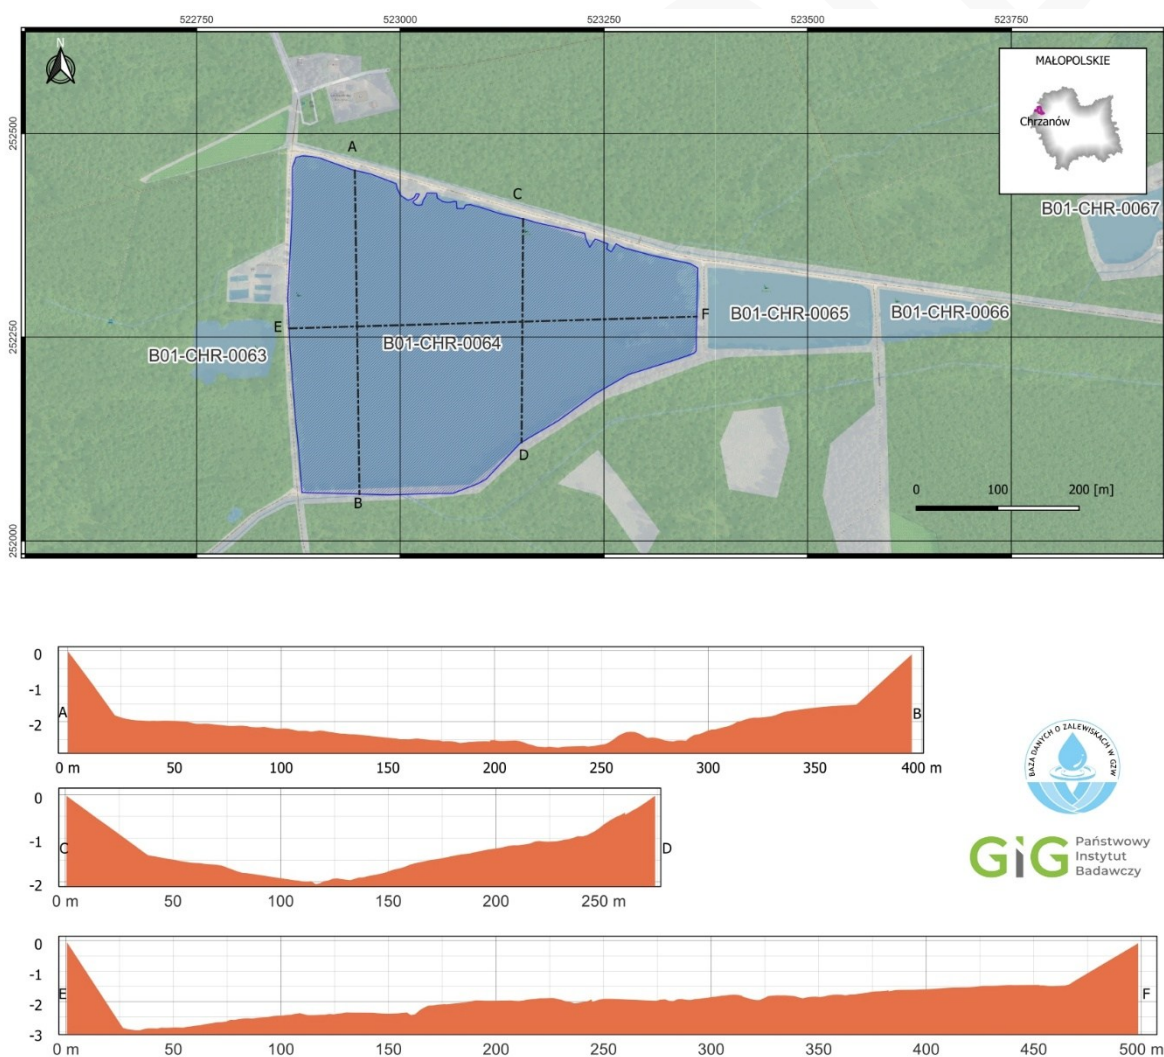 522750 523000 523250 523500 523750
N
MAŁOPOLSKIE
Chrzanów
252500
252250
252000
A
C
B01-CHR-0067
E
F
B01-CHR-0063
B01-CHR-0064
B01-CHR-0065
B01-CHR-0066
D
B
0 100 200 [m]
0
-1
-2
A
B
0 m 50 100 150 200 250 300 350 400 m
0
-1
-2
C
D
0 m 50 100 150 200 250 m
BAZA DANYCH O ZALEWISKACH W GZW
GiG Państwowy
Instytut
Badawczy
0
-1
-2
-3
E
F
0 m 50 100 150 200 250 300 350 400 450 500 m